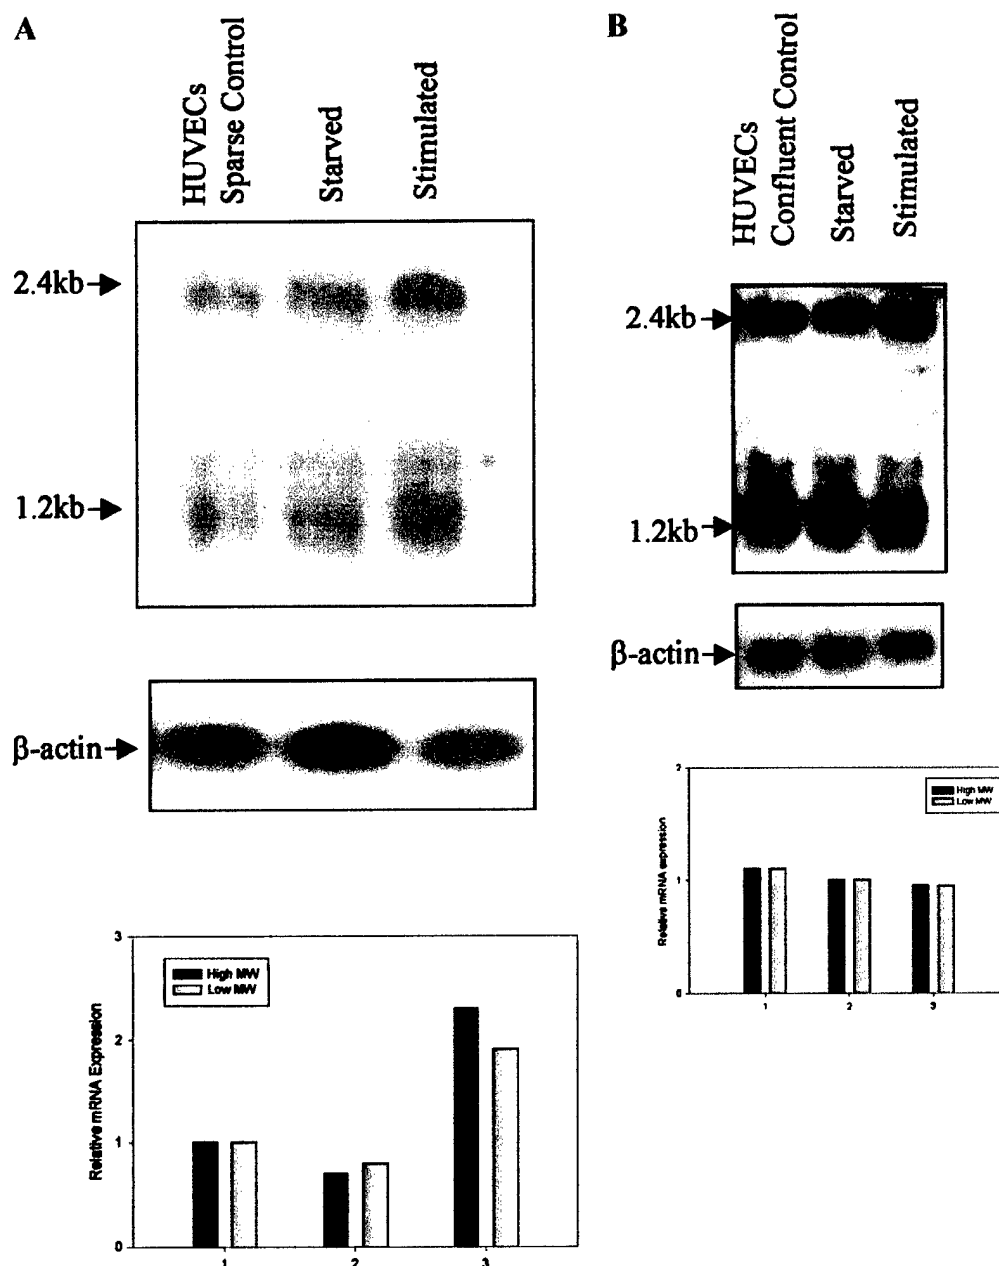 A
HUVECs
Sparse Control
Starved
Stimulated
2.4kb
1.2kb
β-actin
3
2
1
0
Relative mRNA Expression
High MW
Low MW
1
2
3
B
HUVECs
Confluent Control
Starved
Stimulated
2.4kb
1.2kb
β-actin
2
1
0
Relative mRNA expression
High MW
Low MW
1
2
3